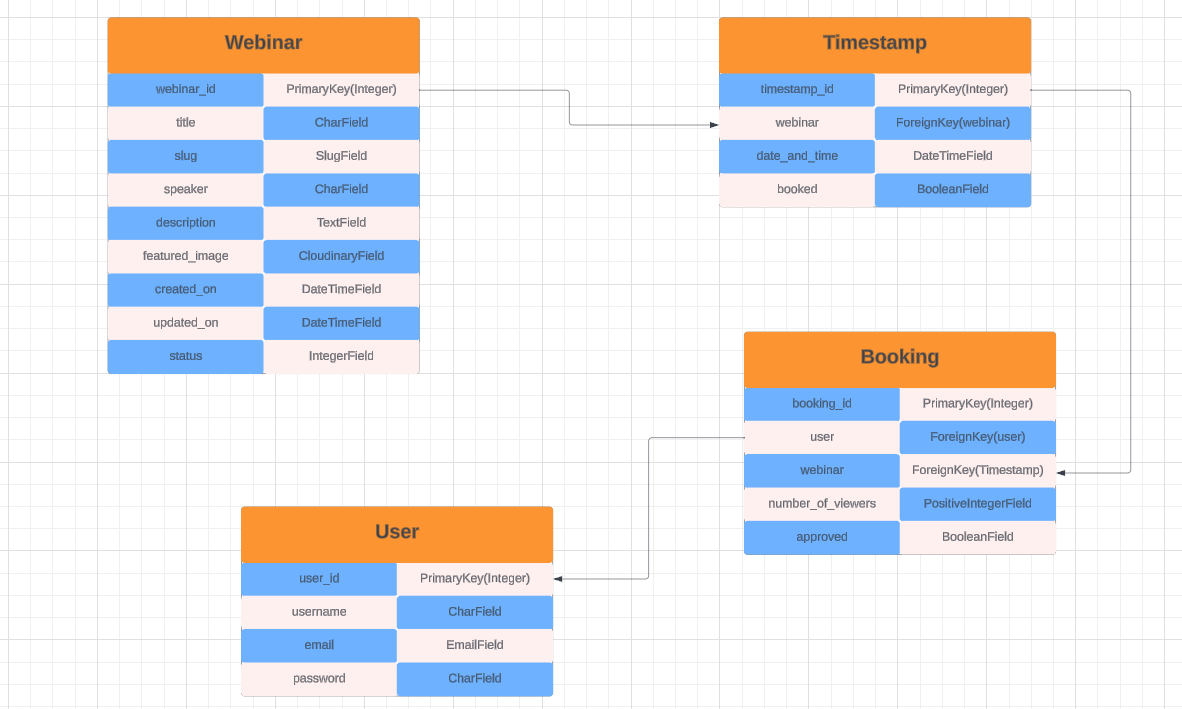 Webinar
webinar_id PrimaryKey(Integer)
title CharField
slug SlugField
speaker CharField
description TextField
featured_image CloudinaryField
created_on DateTimeField
updated_on DateTimeField
status IntegerField
Timestamp
timestamp_id PrimaryKey(Integer)
webinar ForeignKey(webinar)
date_and_time DateTimeField
booked BooleanField
Booking
booking_id PrimaryKey(Integer)
user ForeignKey(user)
webinar ForeignKey(Timestamp)
number_of_viewers PositiveIntegerField
approved BooleanField
User
user_id PrimaryKey(Integer)
username CharField
email EmailField
password CharField